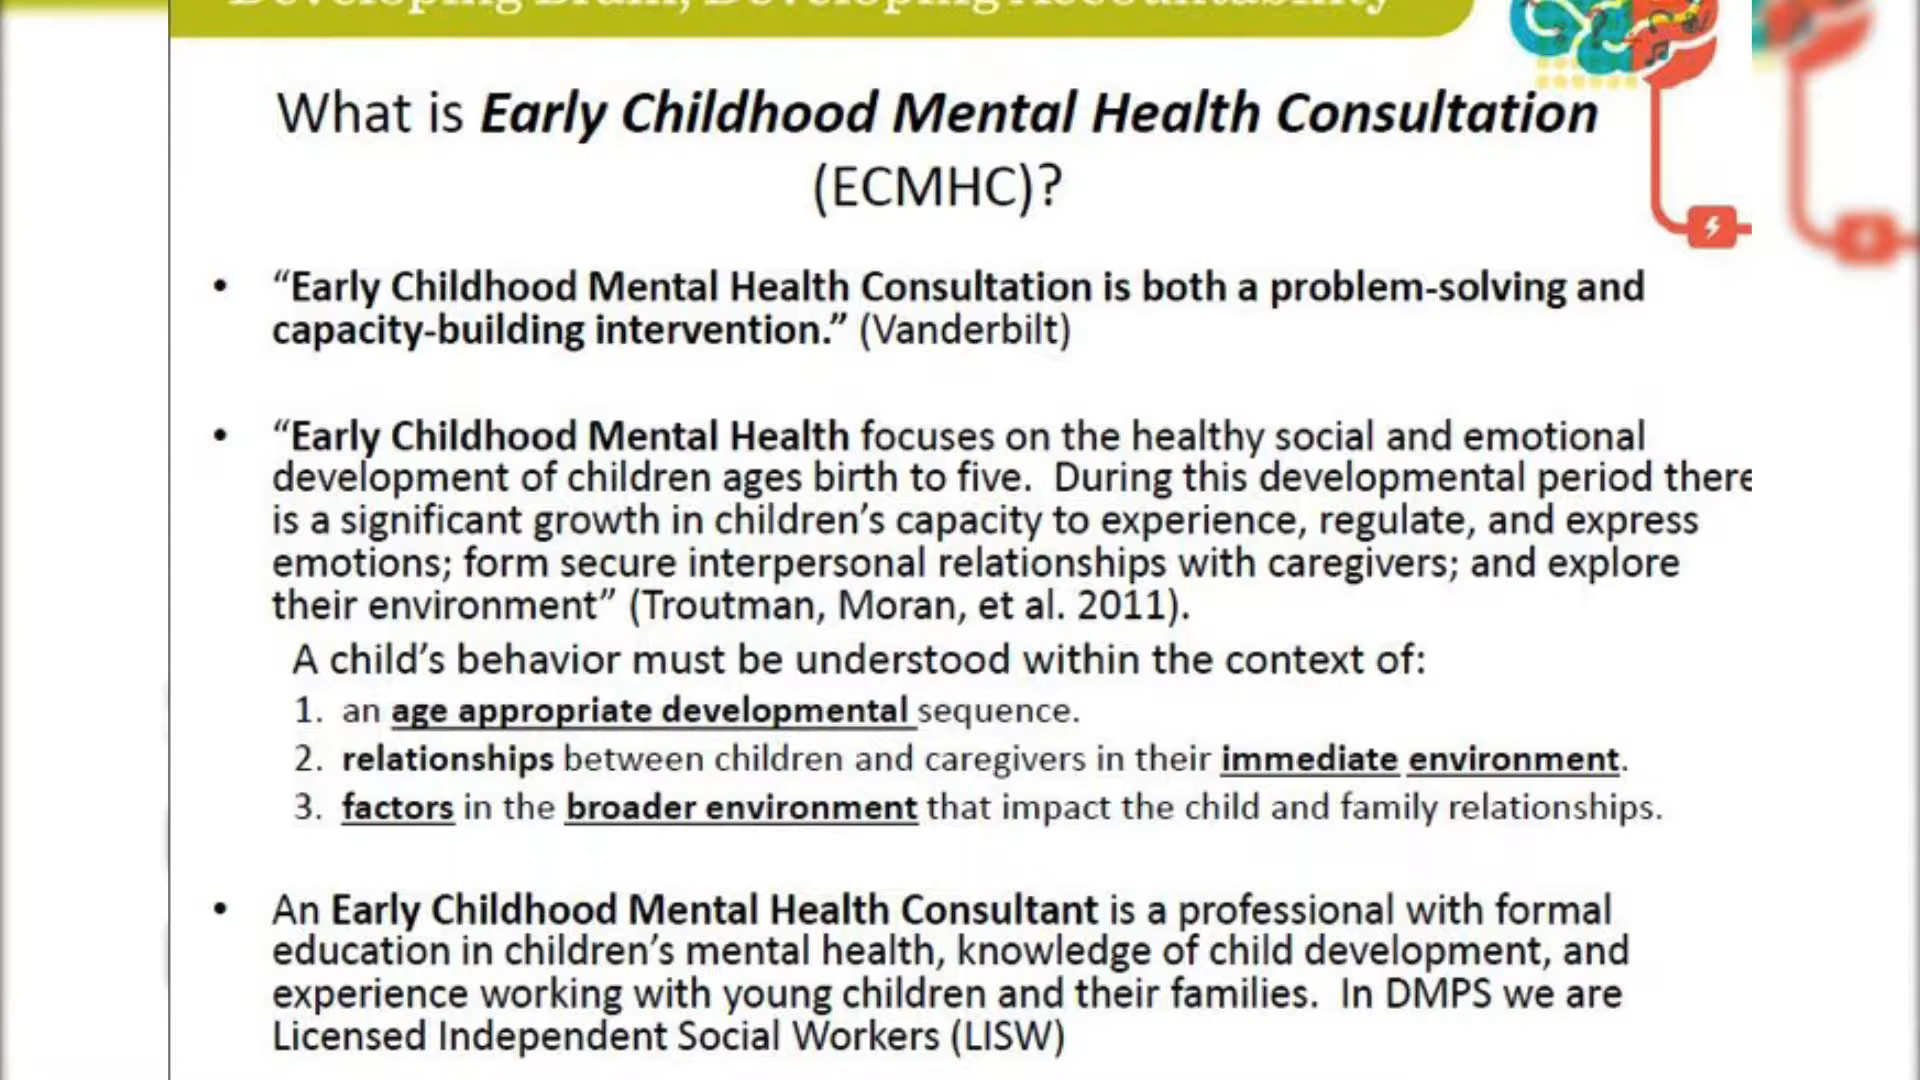 Developing Brain, Developing Accountability
What is Early Childhood Mental Health Consultation
(ECMHC)?
• “Early Childhood Mental Health Consultation is both a problem-solving and
capacity-building intervention.” (Vanderbilt)
• “Early Childhood Mental Health focuses on the healthy social and emotional
development of children ages birth to five. During this developmental period there
is a significant growth in children’s capacity to experience, regulate, and express
emotions; form secure interpersonal relationships with caregivers; and explore
their environment” (Troutman, Moran, et al. 2011).
A child’s behavior must be understood within the context of:
1. an age appropriate developmental sequence.
2. relationships between children and caregivers in their immediate environment.
3. factors in the broader environment that impact the child and family relationships.
• An Early Childhood Mental Health Consultant is a professional with formal
education in children’s mental health, knowledge of child development, and
experience working with young children and their families. In DMPS we are
Licensed Independent Social Workers (LISW)